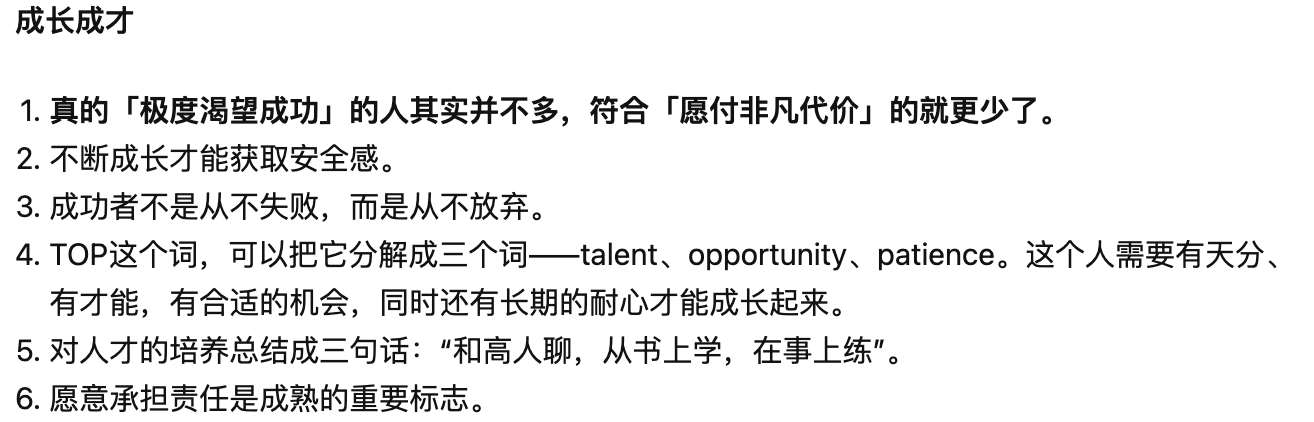 成长成才
1. 真的「极度渴望成功」的人其实并不多，符合「愿付非凡代价」的就更少了。
2. 不断成长才能获取安全感。
3. 成功者不是从不失败，而是从不放弃。
4. TOP这个词，可以把它分解成三个词——talent、opportunity、patience。这个人需要有天分、
有才能，有合适的机会，同时还有长期的耐心才能成长起来。
5. 对人才的培养总结成三句话：“和高人聊，从书上学，在事上练”。
6. 愿意承担责任是成熟的重要标志。